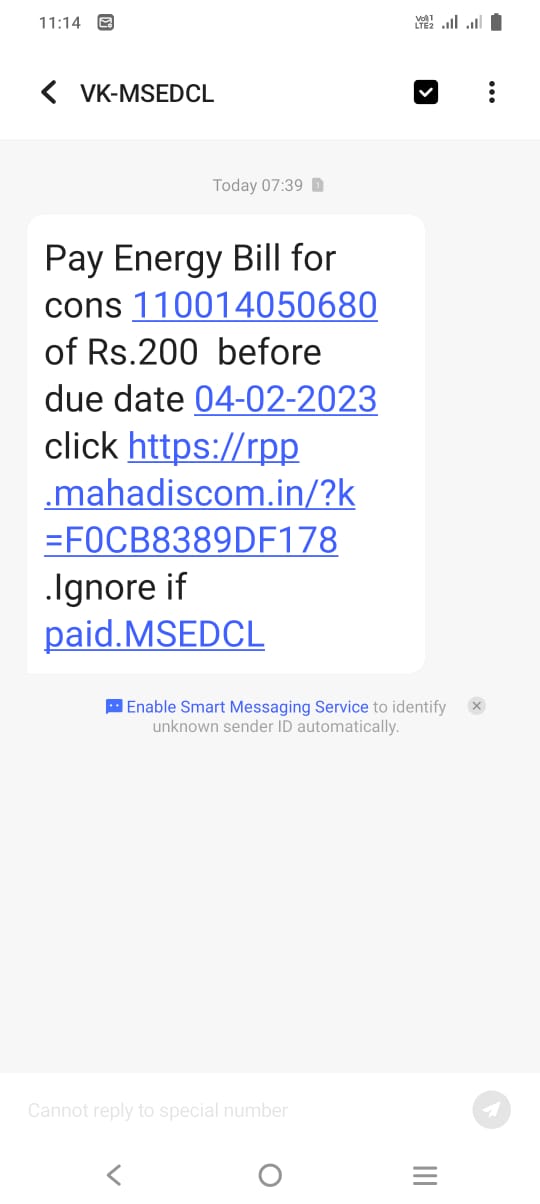 11:14
Vo1 LTE2
VK-MSEDCL
Today 07:39 1
Pay Energy Bill for
cons 110014050680
of Rs.200  before
due date 04-02-2023
click https://rpp
.mahadiscom.in/?k
=F0CB8389DF178
.Ignore if
paid.MSEDCL
Enable Smart Messaging Service to identify
unknown sender ID automatically.
Cannot reply to special number